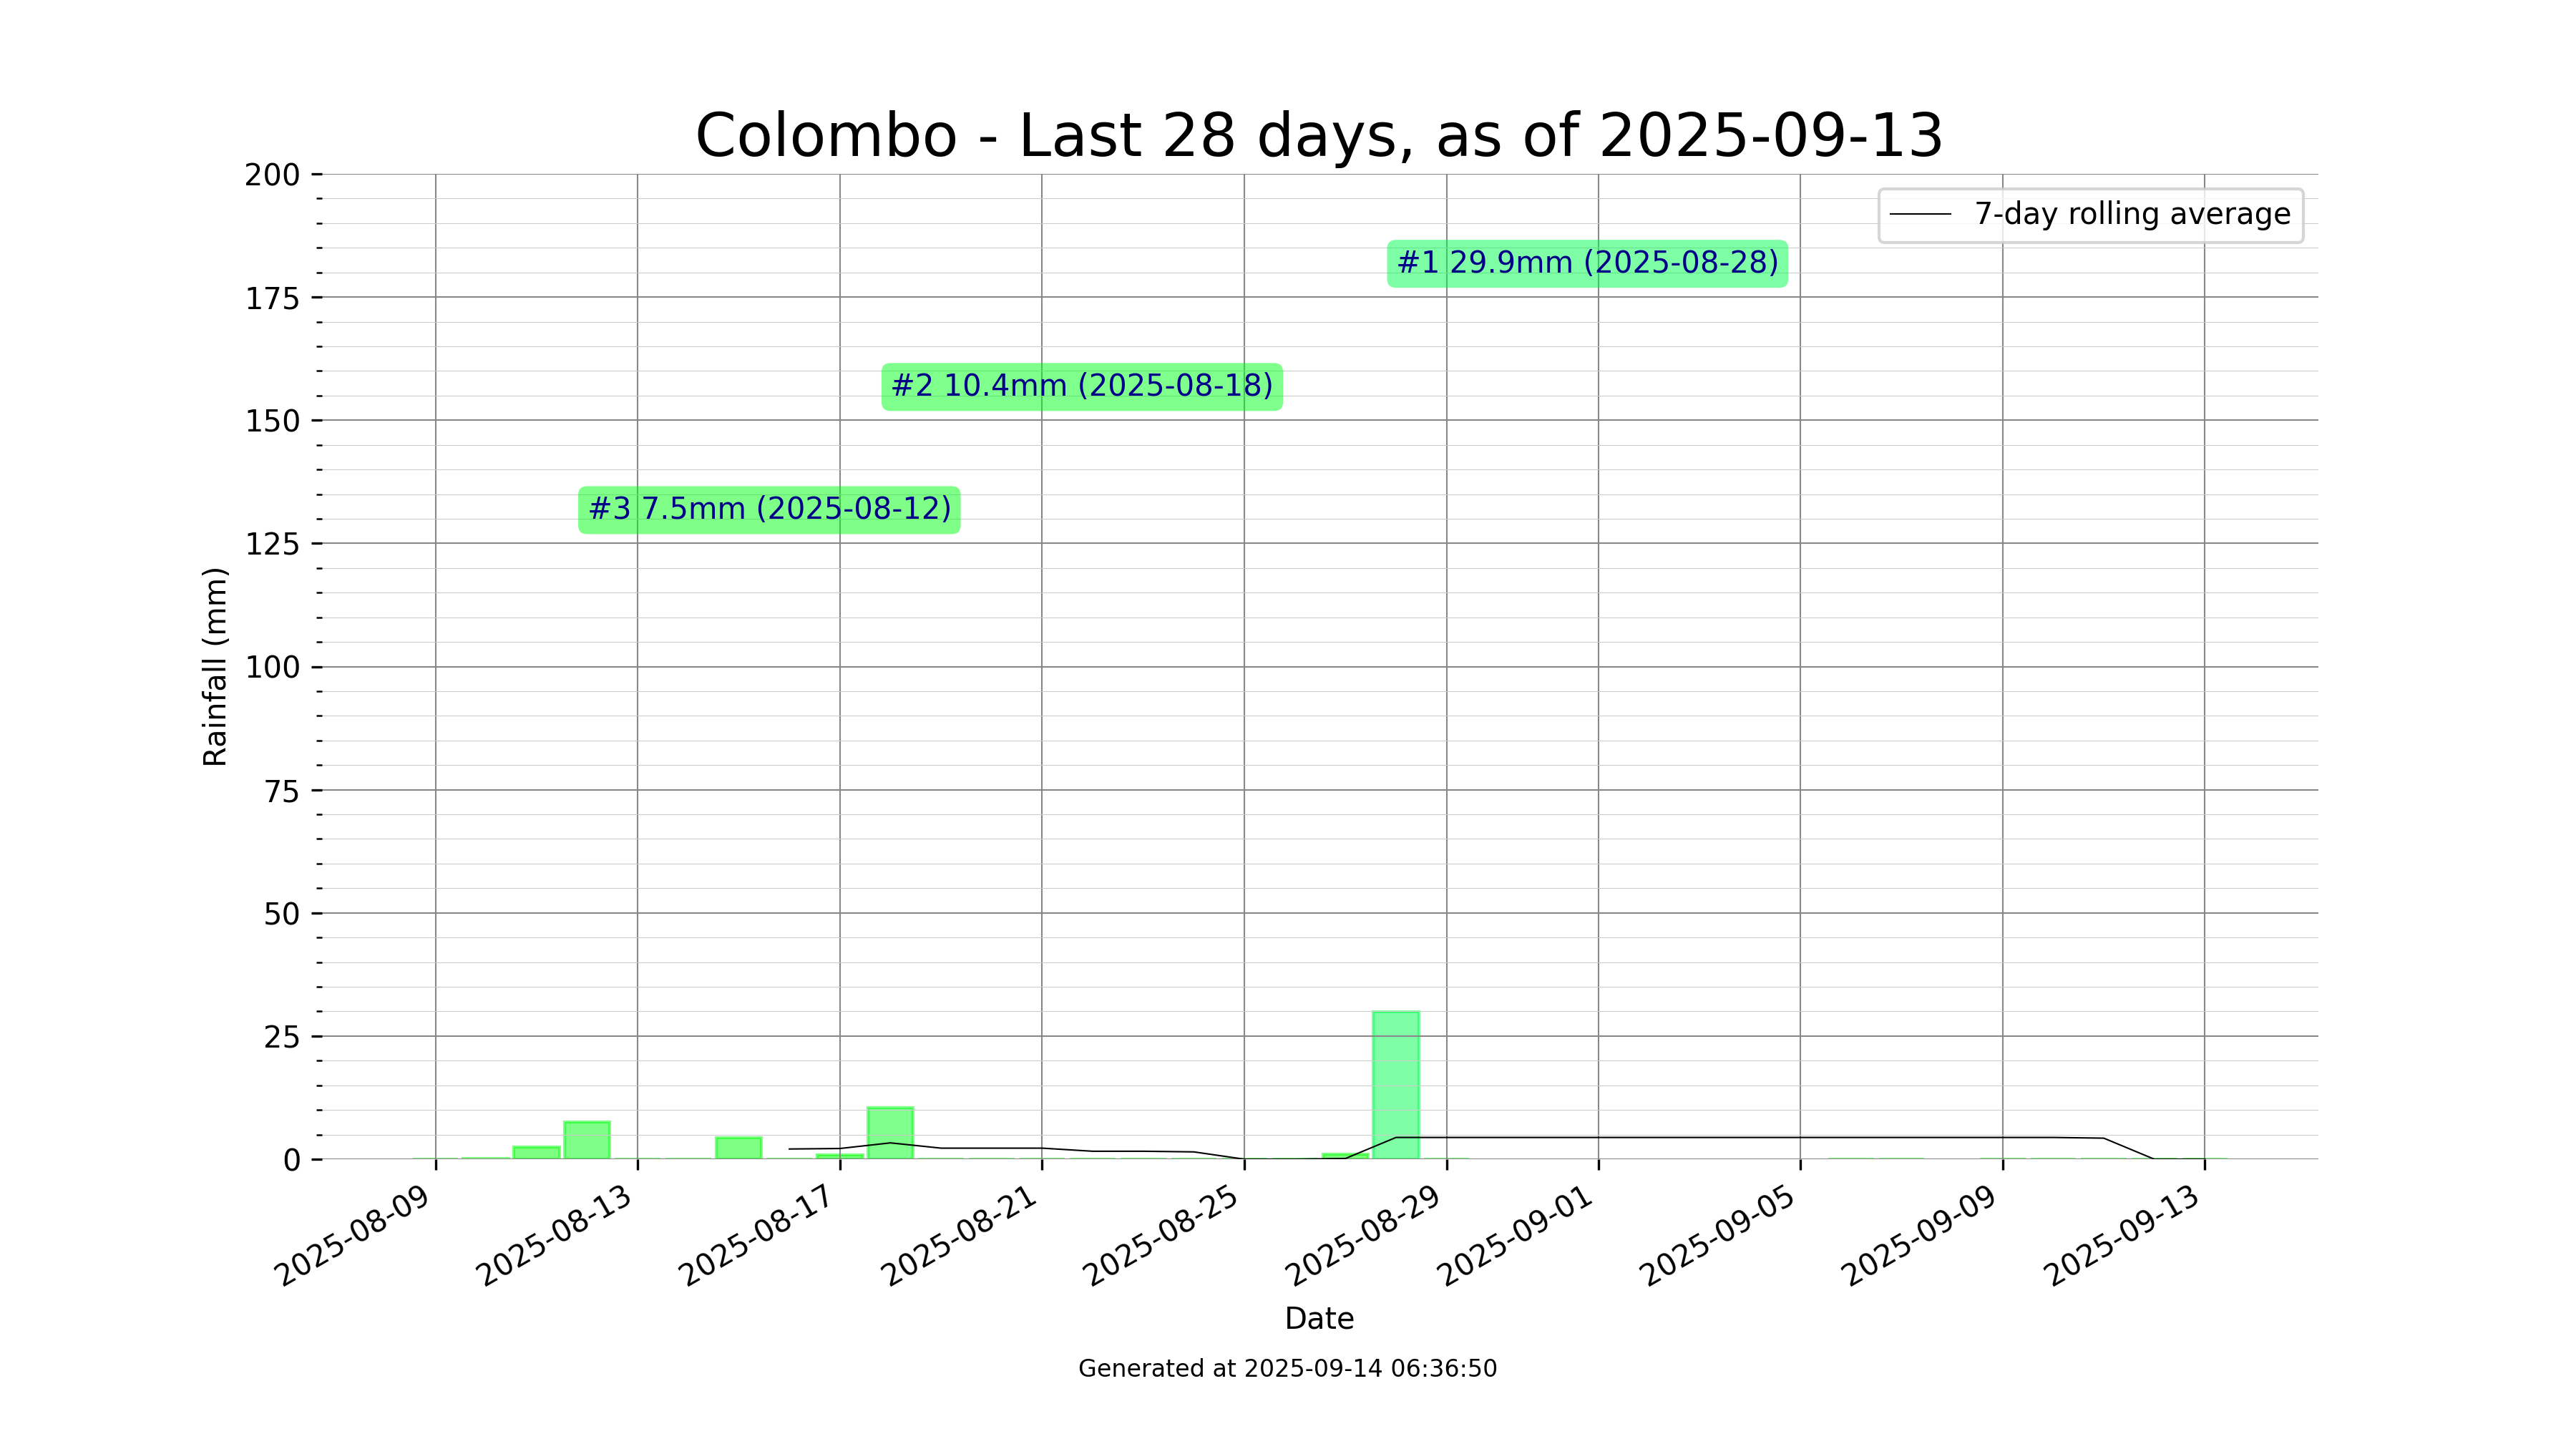 Colombo - Last 28 days, as of 2025-09-13
200
175
150
125
100
75
50
25
0
Rainfall (mm)
7-day rolling average
#1 29.9mm (2025-08-28)
#2 10.4mm (2025-08-18)
#3 7.5mm (2025-08-12)
2025-08-09
2025-08-13
2025-08-17
2025-08-21
2025-08-25
2025-08-29
2025-09-01
2025-09-05
2025-09-09
2025-09-13
Date
Generated at 2025-09-14 06:36:50